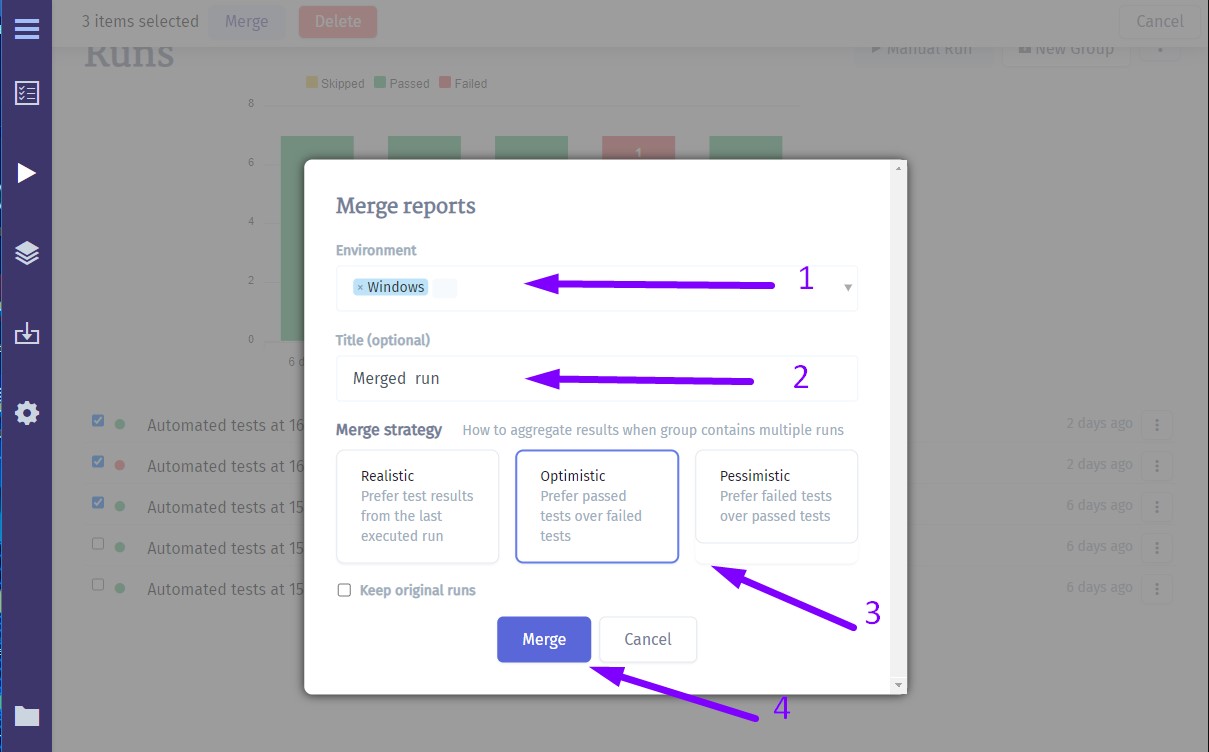 3 items selected Merge Delete Cancel
Runs Manual Run New Group
Skipped Passed Failed
8
6
4
2
0
1
6 d
Merge reports
Environment
× Windows
1
Title (optional)
Merged run
2
Merge strategy How to aggregate results when group contains multiple runs
Realistic
Prefer test results
from the last
executed run
Optimistic
Prefer passed
tests over failed
tests
Pessimistic
Prefer failed tests
over passed tests
3
Keep original runs
Merge Cancel
4
Automated tests at 16 2 days ago
Automated tests at 16 2 days ago
Automated tests at 15 6 days ago
Automated tests at 15 6 days ago
Automated tests at 15 6 days ago